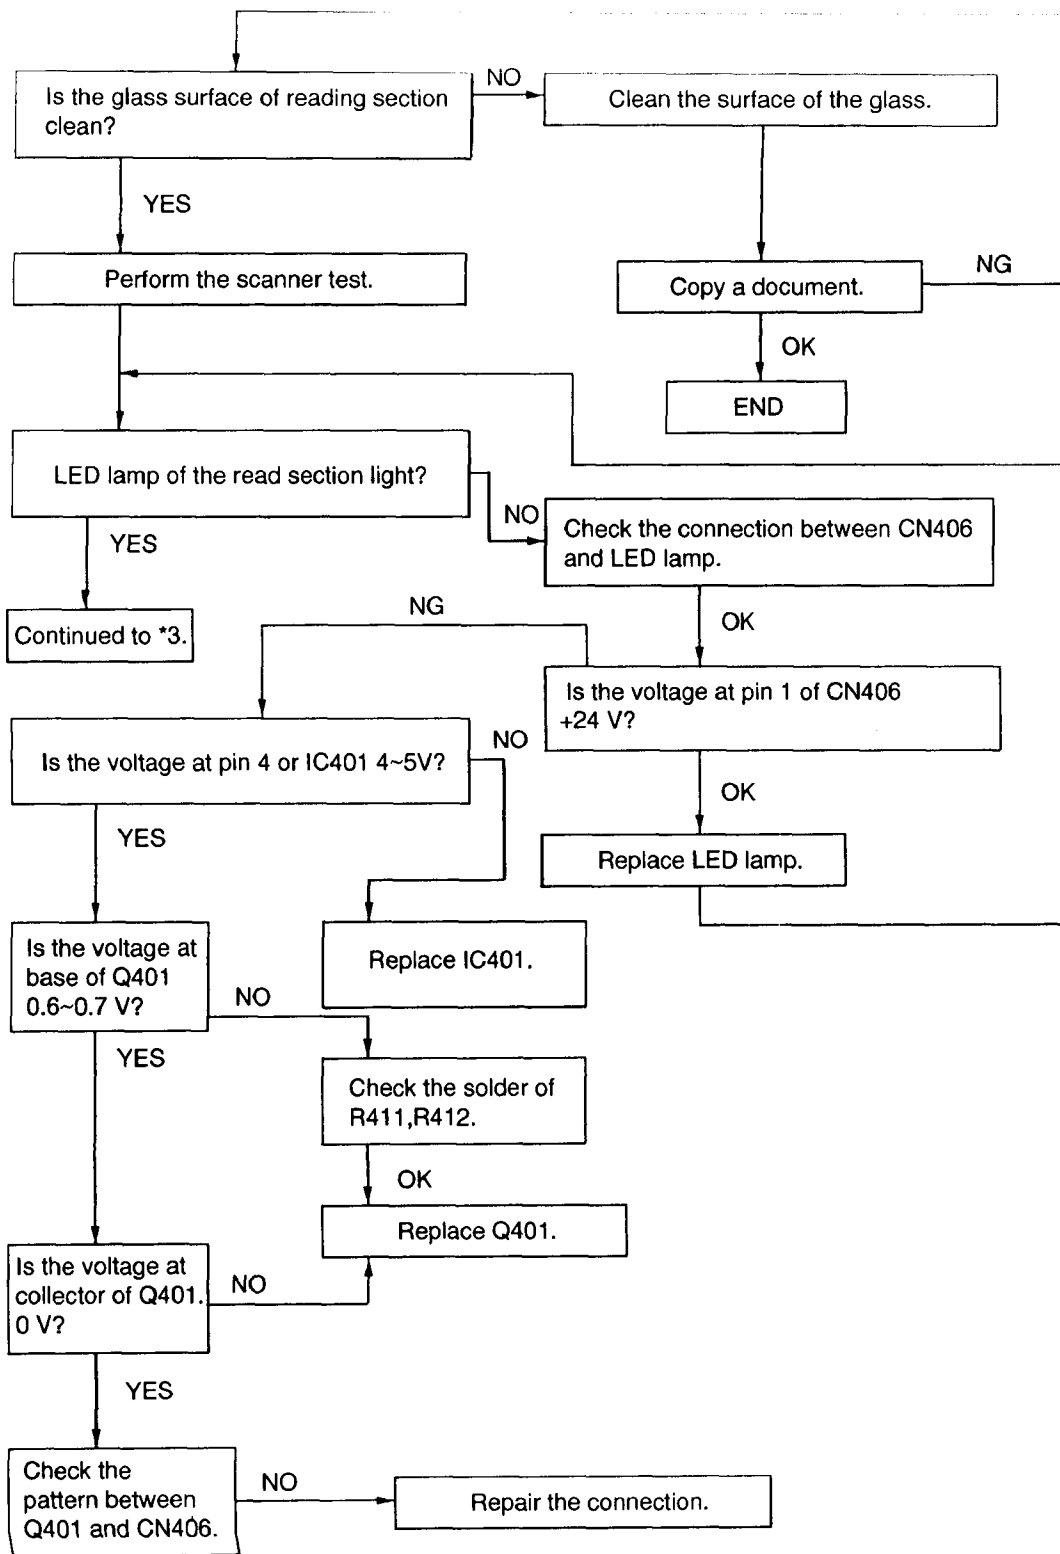 Is the glass surface of reading section
clean?
NO
Clean the surface of the glass.
YES
Perform the scanner test.
Copy a document.
NG
OK
END
LED lamp of the read section light?
NO
Check the connection between CN406
and LED lamp.
YES
Continued to *3.
NG
OK
Is the voltage at pin 1 of CN406
+24 V?
Is the voltage at pin 4 or IC401 4~5V?
NO
OK
YES
Replace LED lamp.
Is the voltage at
base of Q401
0.6~0.7 V?
NO
Replace IC401.
YES
Check the solder of
R411,R412.
OK
Replace Q401.
Is the voltage at
collector of Q401.
0 V?
NO
YES
Check the
pattern between
Q401 and CN406.
NO
Repair the connection.